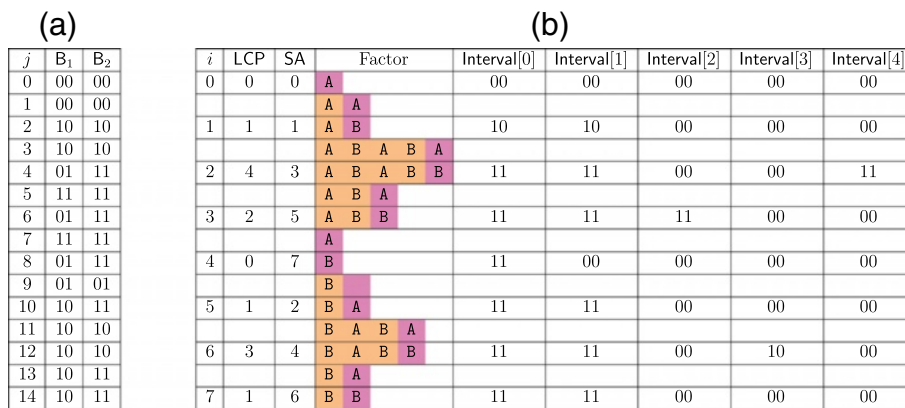 (a)
j B₁ B₂
0 00 00
1 00 00
2 10 10
3 10 10
4 01 11
5 11 11
6 01 11
7 11 11
8 01 11
9 01 01
10 10 11
11 10 10
12 10 10
13 10 11
14 10 11
(b)
i LCP SA Factor Interval[0] Interval[1] Interval[2] Interval[3] Interval[4]
0 0 0 A 00 00 00 00 00
A A
1 1 1 A B 10 10 00 00 00
A B A B A
2 4 3 A B A B B 11 11 00 00 11
A B A
3 2 5 A B B 11 11 11 00 00
A
4 0 7 B 11 00 00 00 00
B
5 1 2 B A 11 11 00 00 00
B A B A
6 3 4 B A B B 11 11 00 10 00
B A
7 1 6 B B 11 11 00 00 00